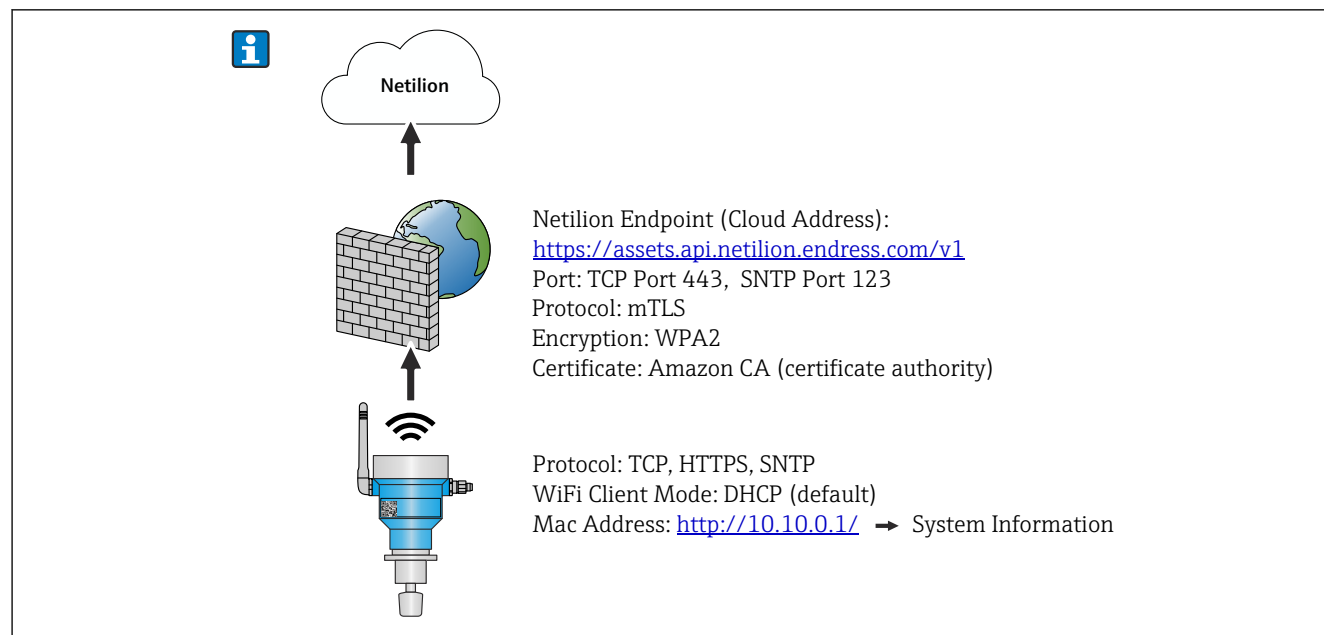 Netilion
Netilion Endpoint (Cloud Address):
https://assets.api.netilion.endress.com/v1
Port: TCP Port 443, SNTP Port 123
Protocol: mTLS
Encryption: WPA2
Certificate: Amazon CA (certificate authority)
Protocol: TCP, HTTPS, SNTP
WiFi Client Mode: DHCP (default)
Mac Address: http://10.10.0.1/ → System Information